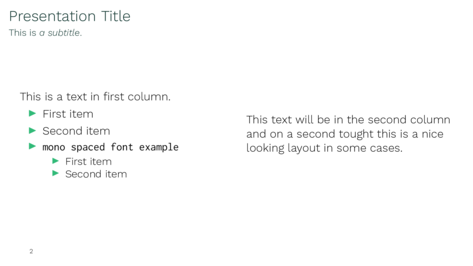 Presentation Title
This is a subtitle.
This is a text in first column.
First item
Second item
mono spaced font example
First item
Second item
This text will be in the second column
and on a second tought this is a nice
looking layout in some cases.
2